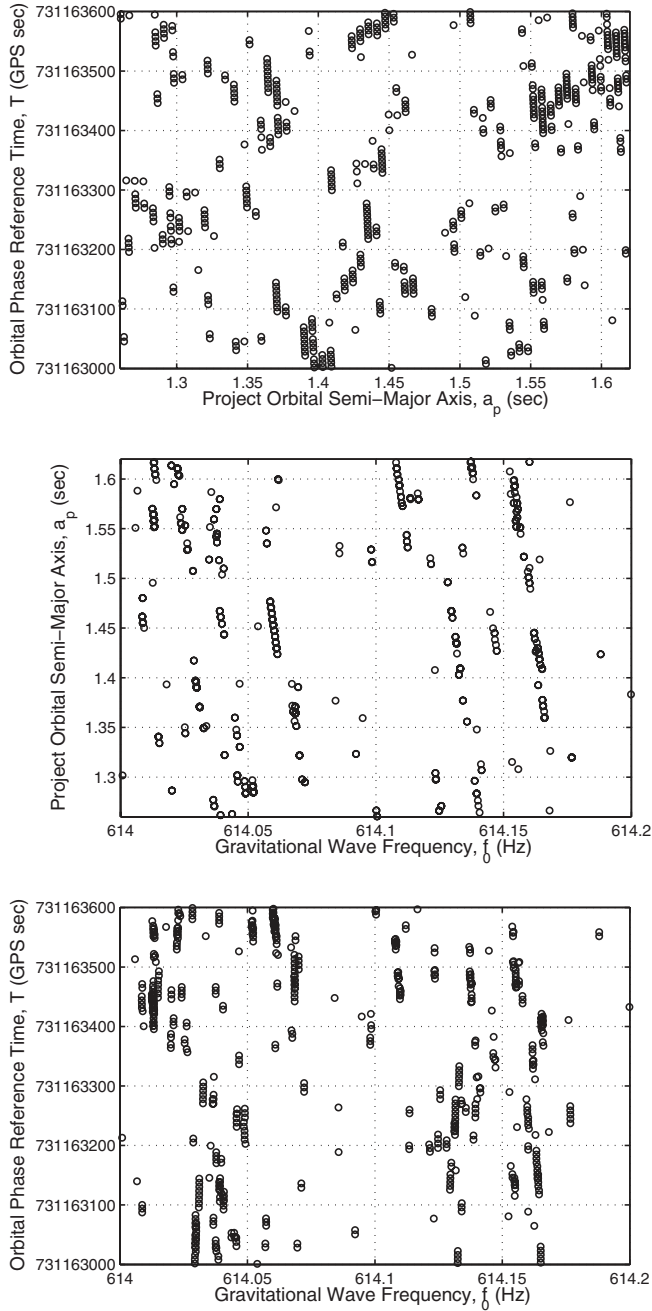 Orbital Phase Reference Time, T (GPS sec)
731163600
731163500
731163400
731163300
731163200
731163100
731163000
1.3 1.35 1.4 1.45 1.5 1.55 1.6
Project Orbital Semi−Major Axis, a_p (sec)
Project Orbital Semi−Major Axis, a_p (sec)
1.6
1.55
1.5
1.45
1.4
1.35
1.3
614 614.05 614.1 614.15 614.2
Gravitational Wave Frequency, f_0 (Hz)
Orbital Phase Reference Time, T (GPS sec)
731163600
731163500
731163400
731163300
731163200
731163100
731163000
614 614.05 614.1 614.15 614.2
Gravitational Wave Frequency, f_0 (Hz)